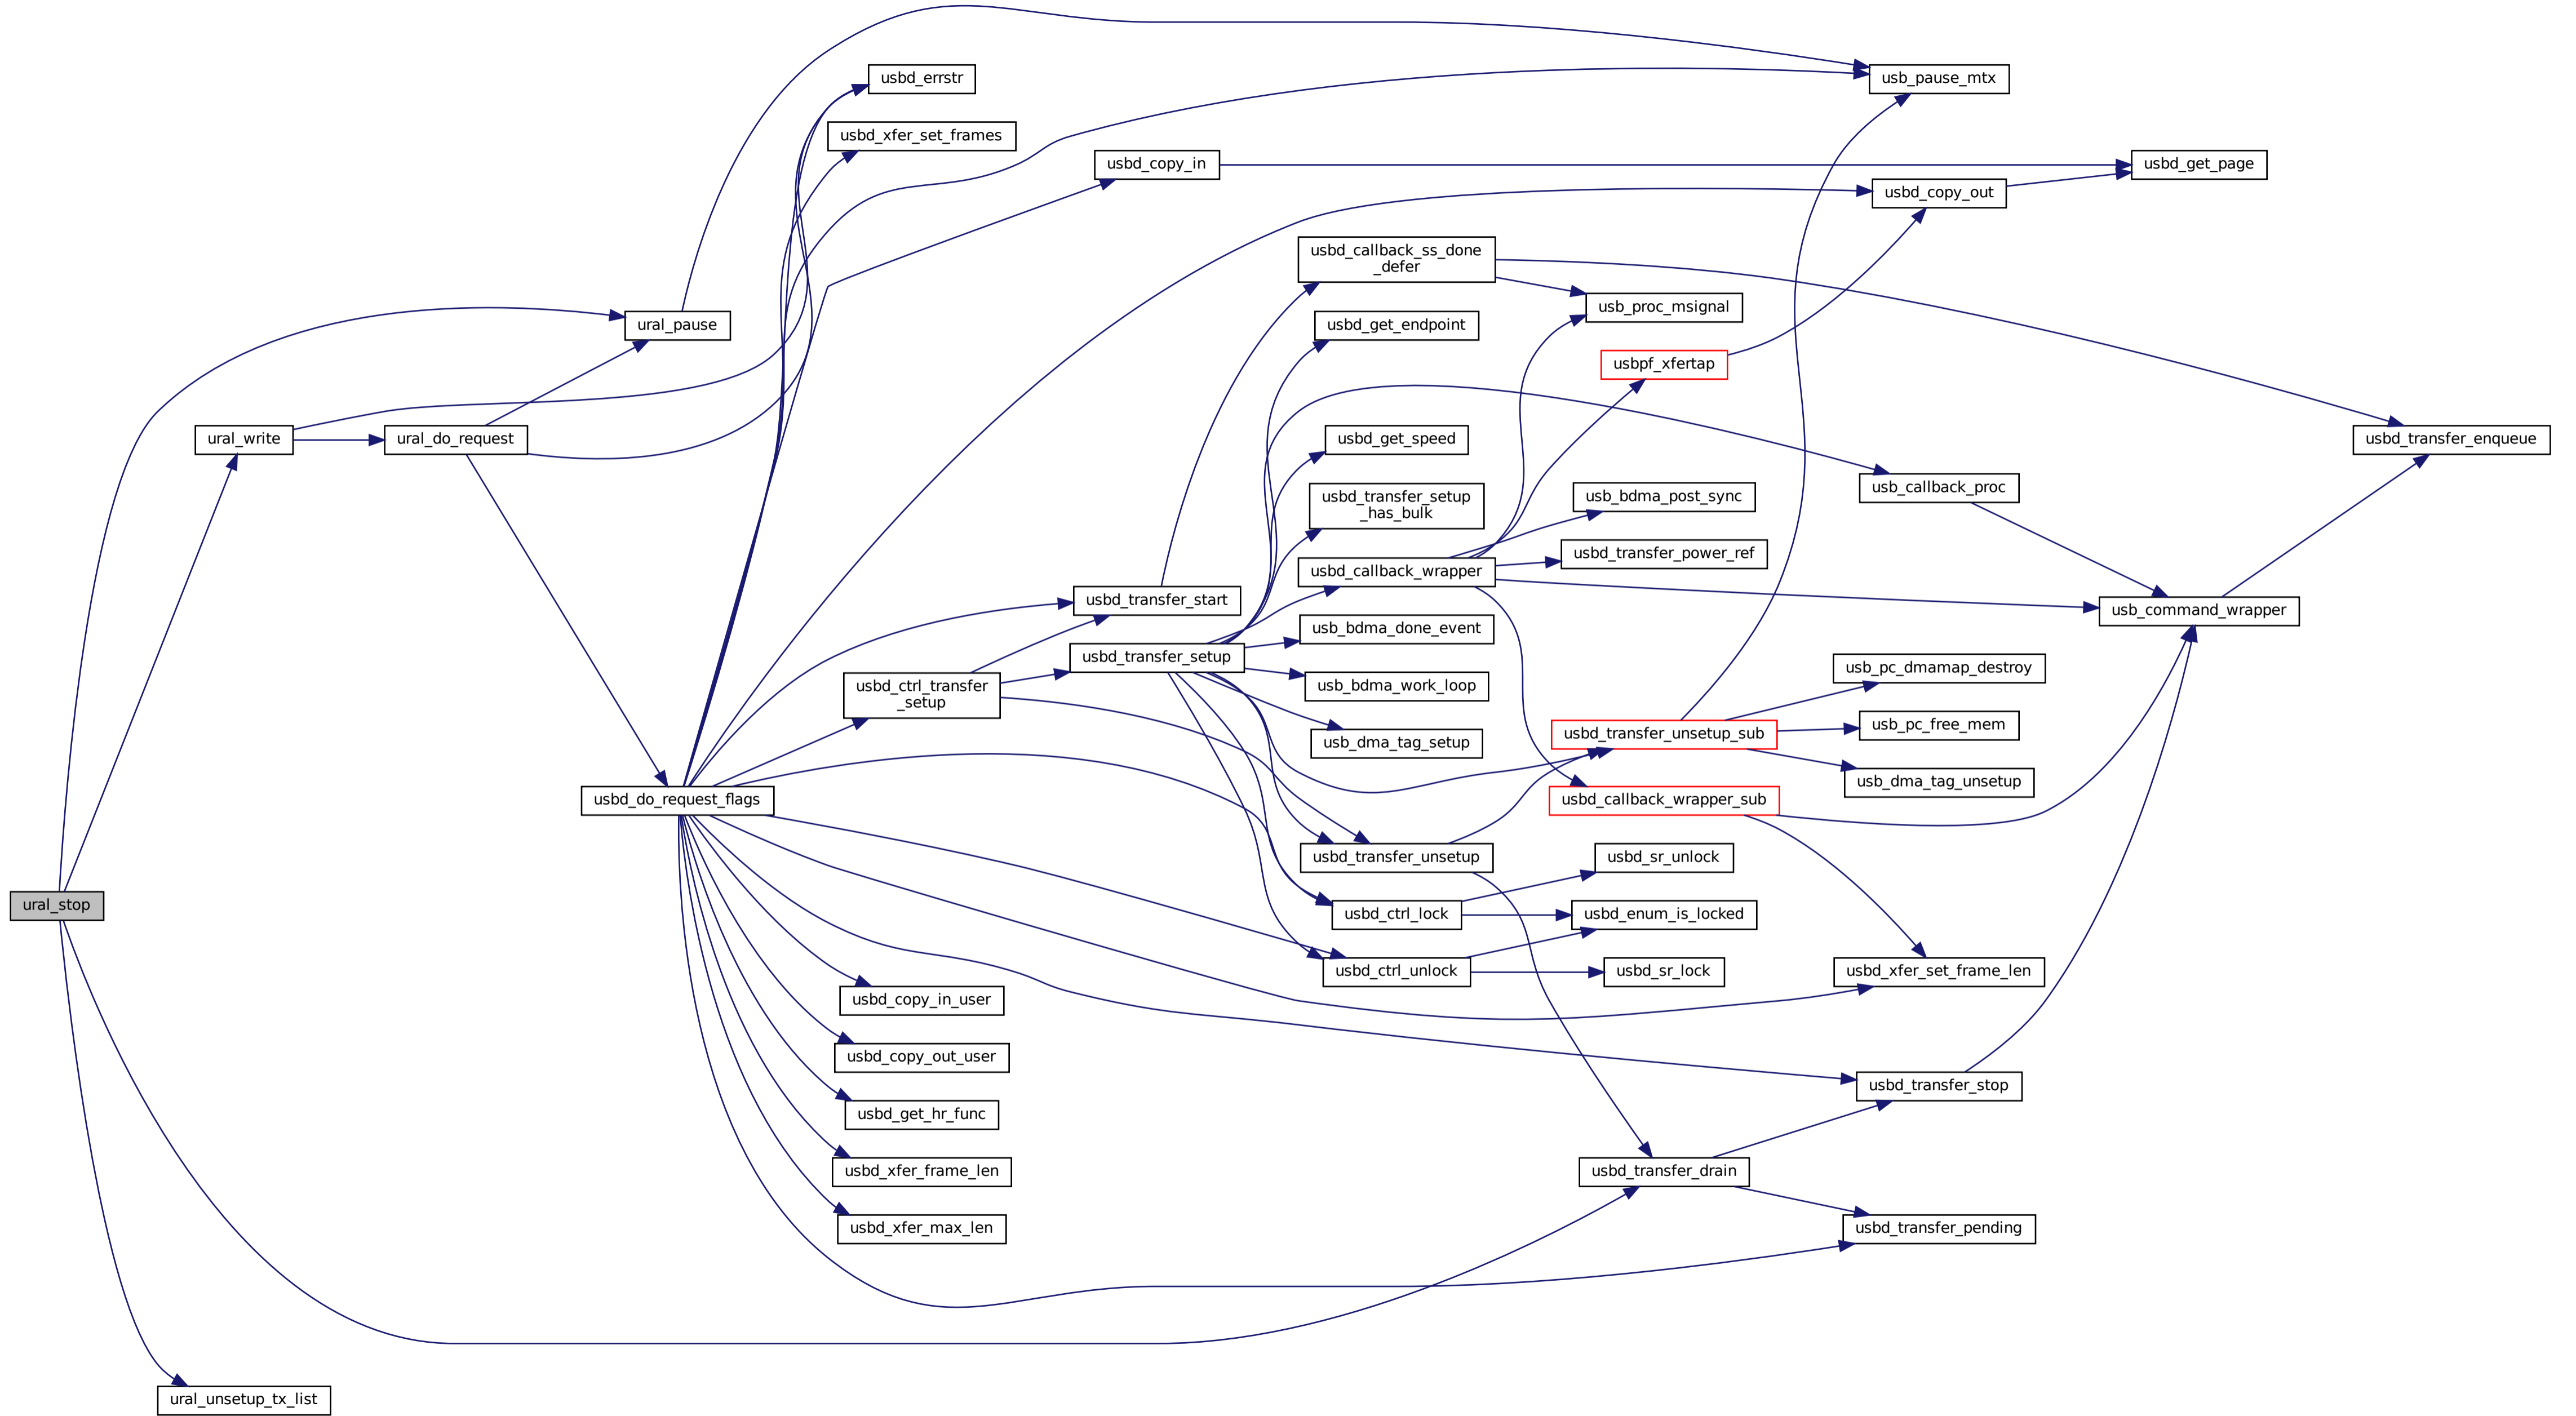 usbd_errstr
usb_pause_mtx
usbd_xfer_set_frames
usbd_copy_in
usbd_get_page
usbd_copy_out
usbd_callback_ss_done
_defer
usb_proc_msignal
ural_pause
usbd_get_endpoint
usbpf_xfertap
ural_write
ural_do_request
usbd_get_speed
usbd_transfer_enqueue
usb_callback_proc
usbd_transfer_setup
_has_bulk
usb_bdma_post_sync
usbd_transfer_power_ref
usbd_callback_wrapper
usbd_transfer_start
usb_command_wrapper
usb_bdma_done_event
usbd_transfer_setup
usb_pc_dmamap_destroy
usbd_ctrl_transfer
_setup
usb_bdma_work_loop
usb_pc_free_mem
usbd_transfer_unsetup_sub
usb_dma_tag_setup
usb_dma_tag_unsetup
usbd_do_request_flags
usbd_callback_wrapper_sub
usbd_transfer_unsetup
usbd_sr_unlock
ural_stop
usbd_ctrl_lock
usbd_enum_is_locked
usbd_ctrl_unlock
usbd_sr_lock
usbd_xfer_set_frame_len
usbd_copy_in_user
usbd_copy_out_user
usbd_transfer_stop
usbd_get_hr_func
usbd_xfer_frame_len
usbd_transfer_drain
usbd_xfer_max_len
usbd_transfer_pending
ural_unsetup_tx_list